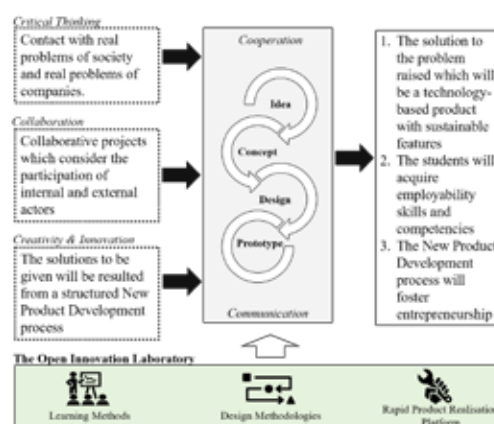 Critical Thinking
Contact with real
problems of society
and real problems of
companies.
Collaboration
Collaborative projects
which consider the
participation of
internal and external
actors
Creativity & Innovation
The solutions to be
given will be resulted
from a structured New
Product Development
process
Cooperation
Idea
Concept
Design
Prototype
Communication
1. The solution to
the problem
raised which will
be a technology-
based product
with sustainable
features
2. The students will
acquire
employability
skills and
competencies
3. The New Product
Development
process will
foster
entrepreneurship
The Open Innovation Laboratory
Learning Methods
Design Methodologies
Rapid Product Realisation
Platform